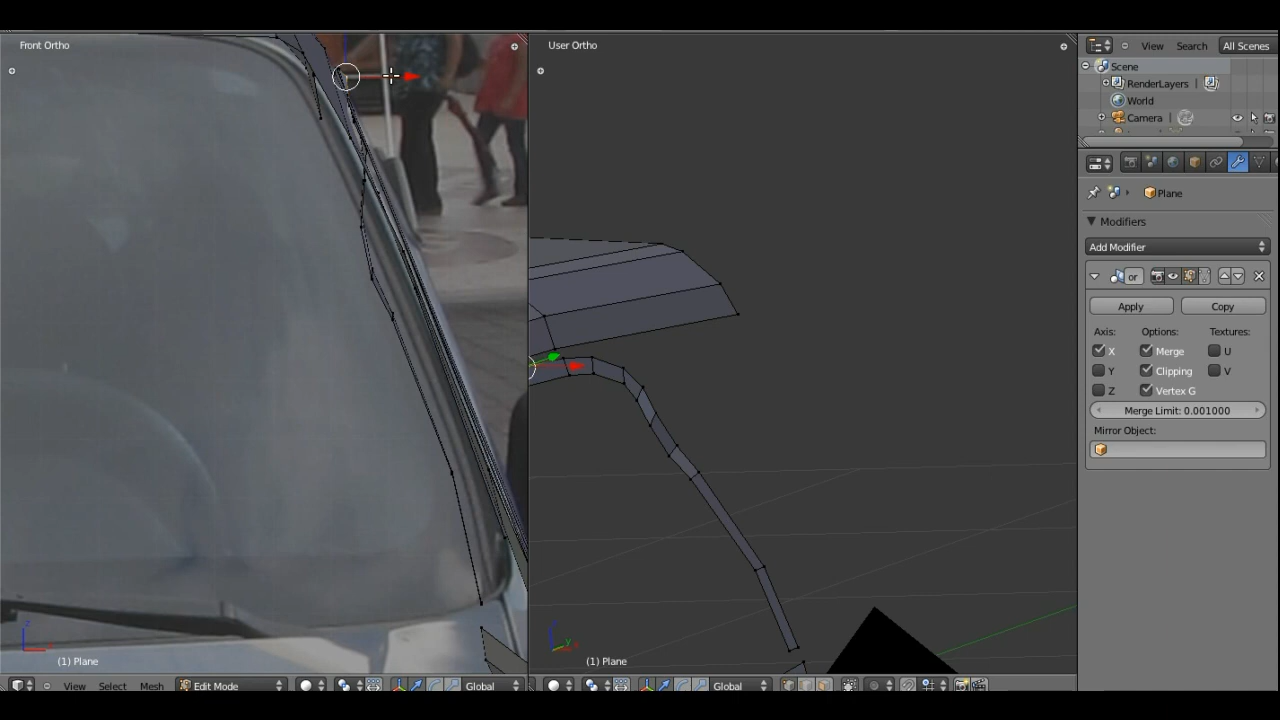 Front Ortho
User Ortho
View Search All Scenes
Scene
RenderLayers |
World
Camera |
Plane
Modifiers
Add Modifier
or
Apply Copy
Axis: Options: Textures:
X Merge U
Y Clipping V
Z Vertex G
Merge Limit: 0.001000
Mirror Object:
(1) Plane
(1) Plane
View Select Mesh Edit Mode Global
Global